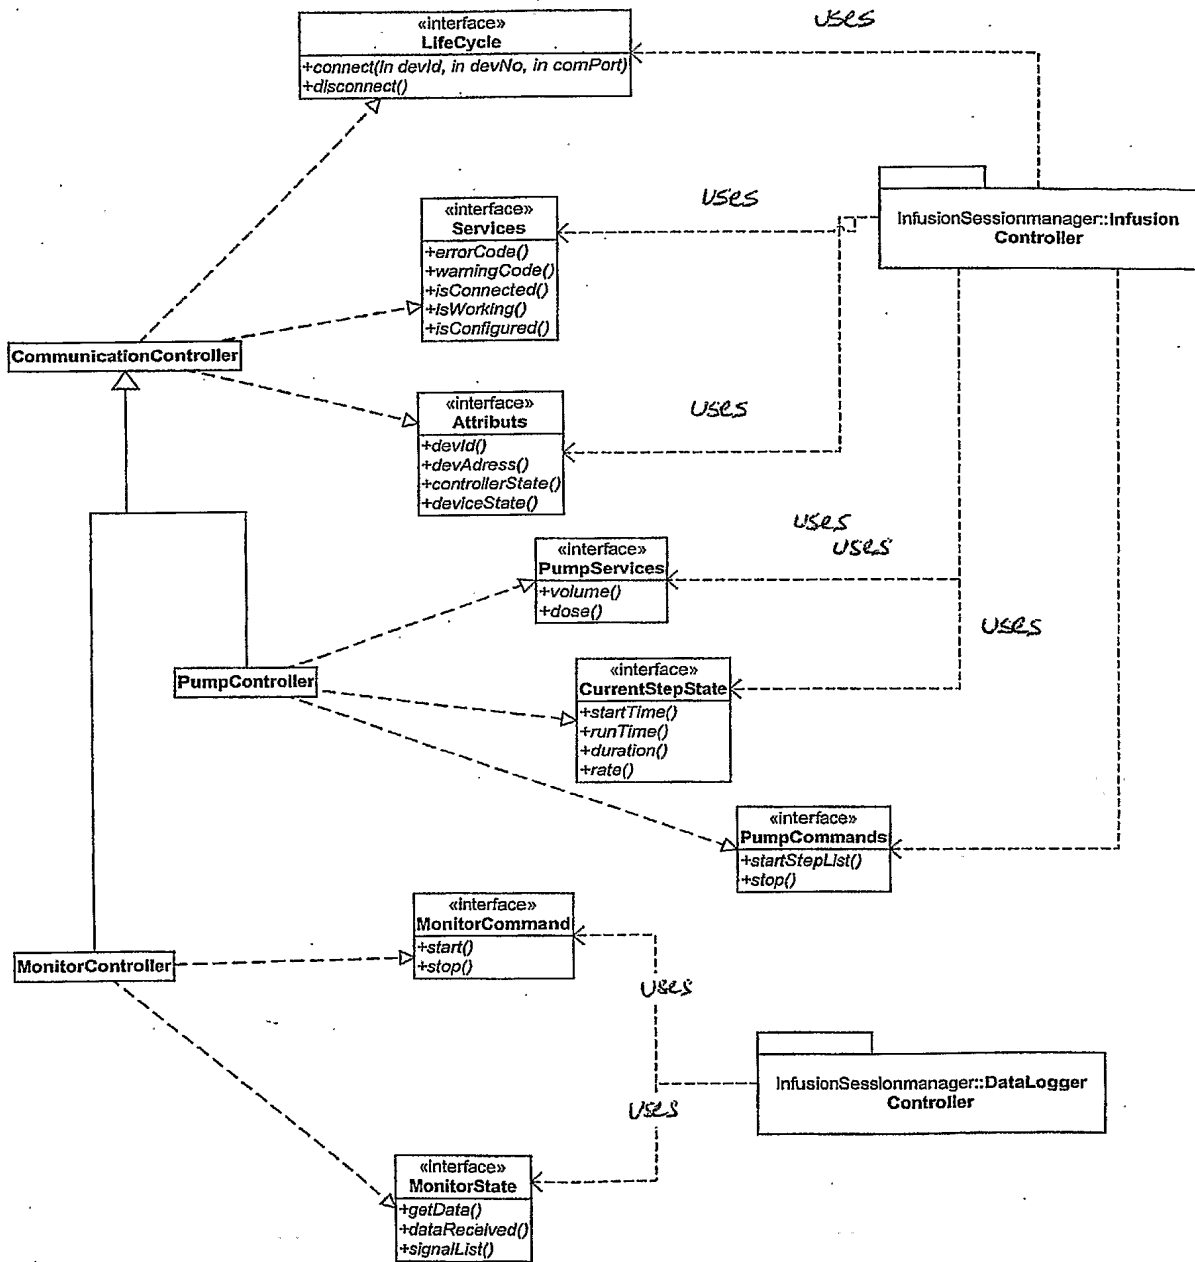 «interface»
LifeCycle
+connect(in devId, in devNo, in comPort)
+disconnect()
uses
InfusionSessionmanager::Infusion
Controller
uses
«interface»
Services
+errorCode()
+warningCode()
+isConnected()
+isWorking()
+isConfigured()
CommunicationController
«interface»
Attributs
+devId()
+devAdress()
+controllerState()
+deviceState()
uses
uses
uses
«interface»
PumpServices
+volume()
+dose()
uses
PumpController
«interface»
CurrentStepState
+startTime()
+runTime()
+duration()
+rate()
«interface»
PumpCommands
+startStepList()
+stop()
«interface»
MonitorCommand
+start()
+stop()
MonitorController
uses
InfusionSessionmanager::DataLogger
Controller
uses
«interface»
MonitorState
+getData()
+dataReceived()
+signalList()